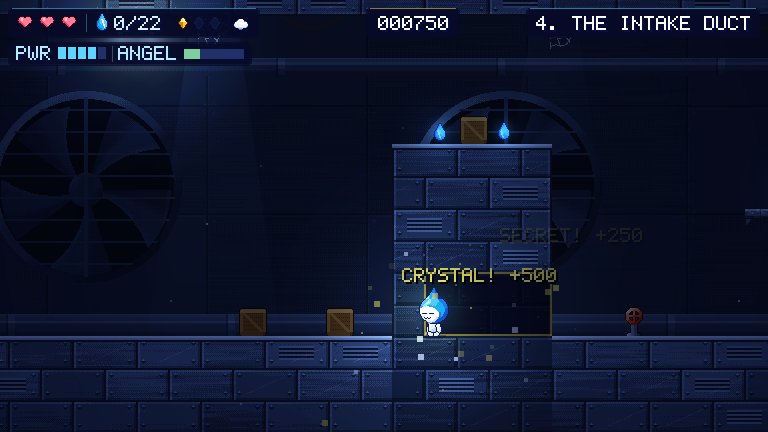 0/22
000750
4. THE INTAKE DUCT
PWR
ANGEL
SECRET! +250
CRYSTAL! +500